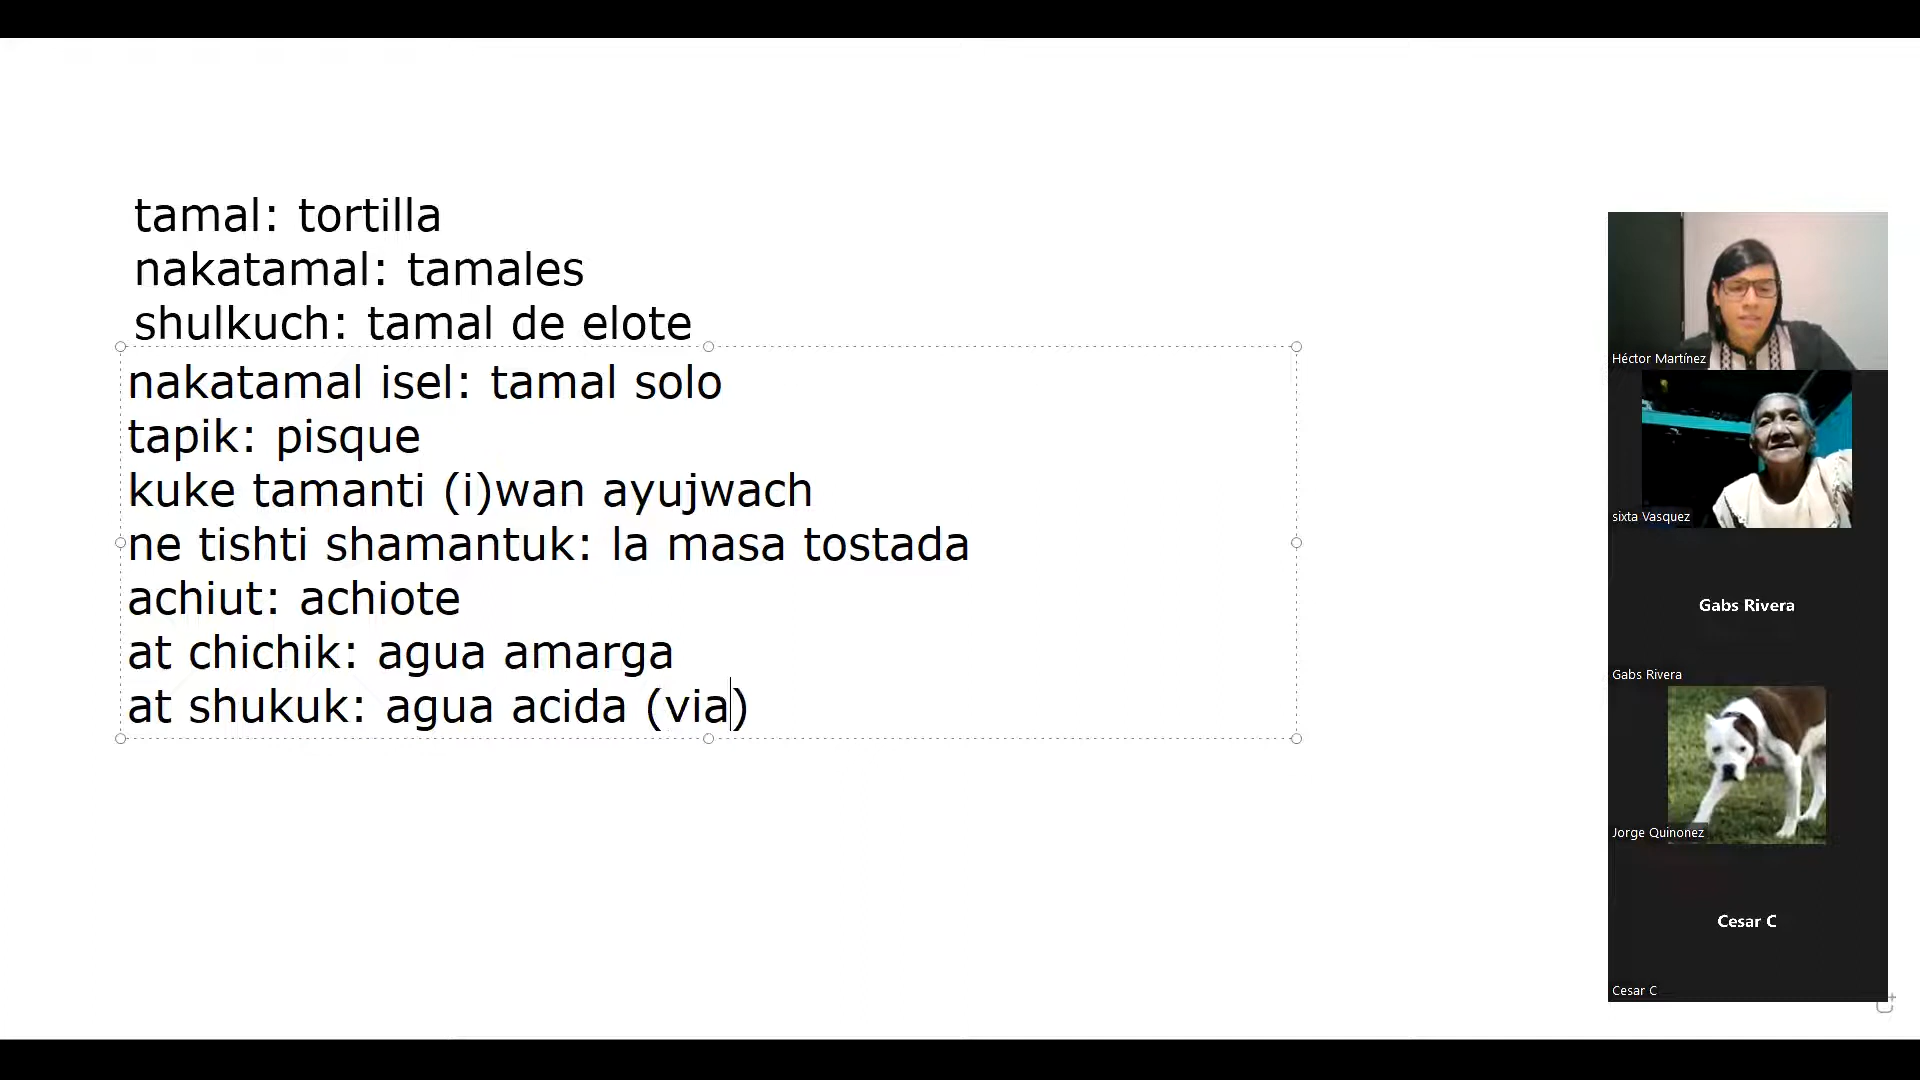 tamal: tortilla
nakatamal: tamales
shulkuch: tamal de elote
nakatamal isel: tamal solo
tapik: pisque
kuke tamanti (i)wan ayujwach
ne tishti shamantuk: la masa tostada
achiut: achiote
at chichik: agua amarga
at shukuk: agua acida (via)
Héctor Martínez
sixta Vasquez
Gabs Rivera
Gabs Rivera
Jorge Quinonez
Cesar C
Cesar C